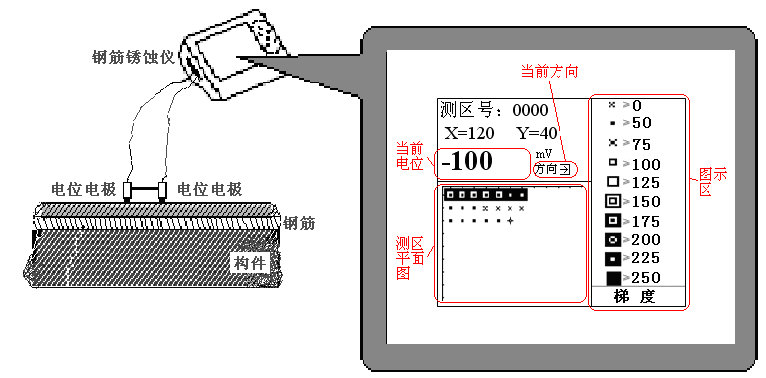 钢筋锈蚀仪
电位电极
电位电极
钢筋
构件
当前方向
测区号：0000
X=120 Y=40
当前
电位
-100
mV
方向
测区
平面
图
≥0
≥50
≥75
≥100
≥125
≥150
≥175
≥200
≥225
≥250
梯 度
图示
区